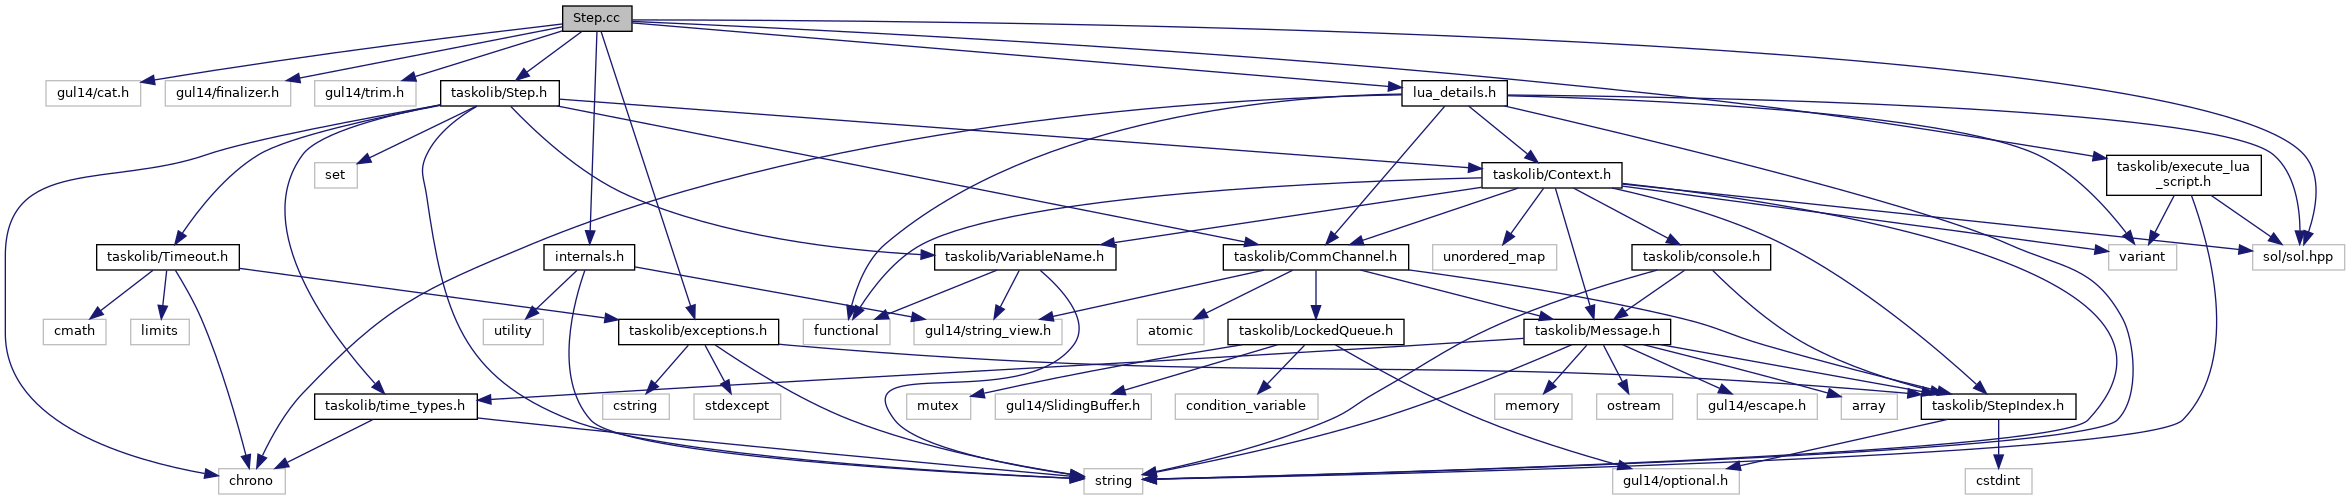 Step.cc
gul14/cat.h
gul14/finalizer.h
gul14/trim.h
taskolib/Step.h
lua_details.h
set
taskolib/Context.h
taskolib/execute_lua
_script.h
taskolib/Timeout.h
internals.h
taskolib/VariableName.h
taskolib/CommChannel.h
unordered_map
taskolib/console.h
variant
sol/sol.hpp
cmath
limits
utility
taskolib/exceptions.h
functional
gul14/string_view.h
atomic
taskolib/LockedQueue.h
taskolib/Message.h
taskolib/time_types.h
cstring
stdexcept
mutex
gul14/SlidingBuffer.h
condition_variable
memory
ostream
gul14/escape.h
array
taskolib/StepIndex.h
chrono
string
gul14/optional.h
cstdint